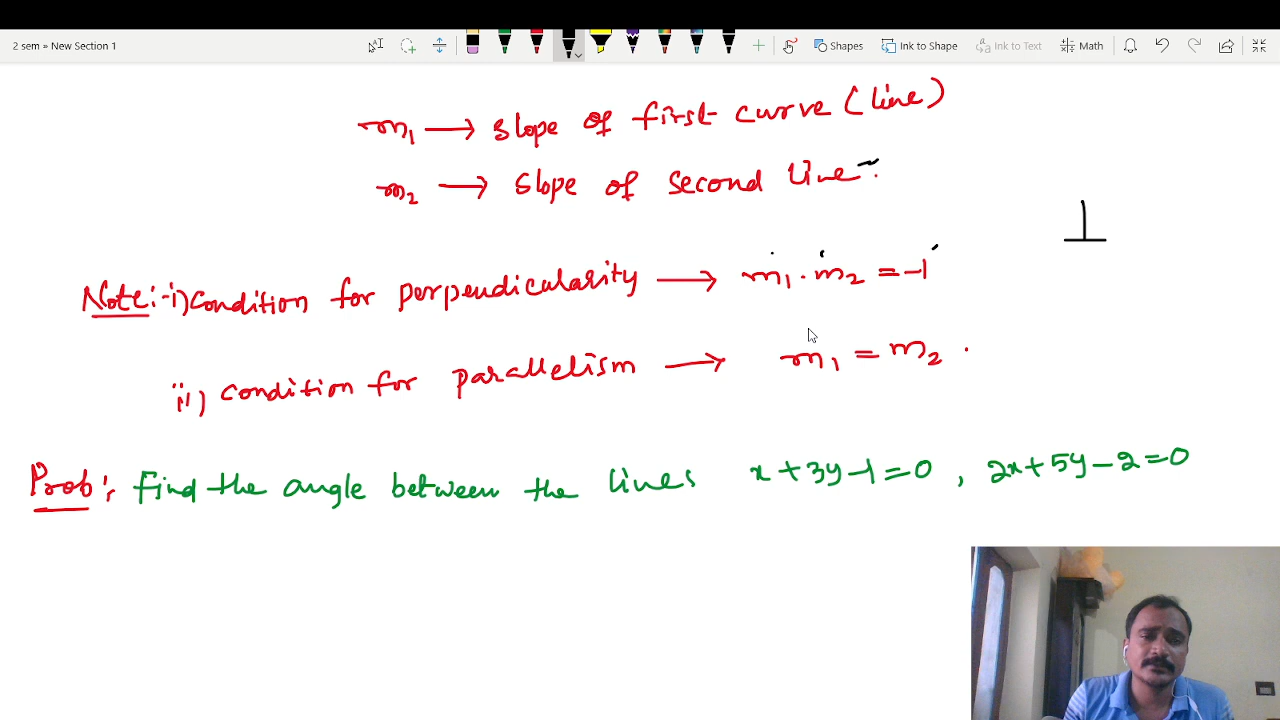 2 sem » New Section 1
Shapes Ink to Shape Ink to Text Math
m₁ → slope of first curve (line)
m₂ → slope of second line.
Note:- i) condition for perpendicularity → m₁ · m₂ = -1
ii) condition for parallelism → m₁ = m₂ .
Prob: Find the angle between the lines x+3y-1=0 , 2x+5y-2=0